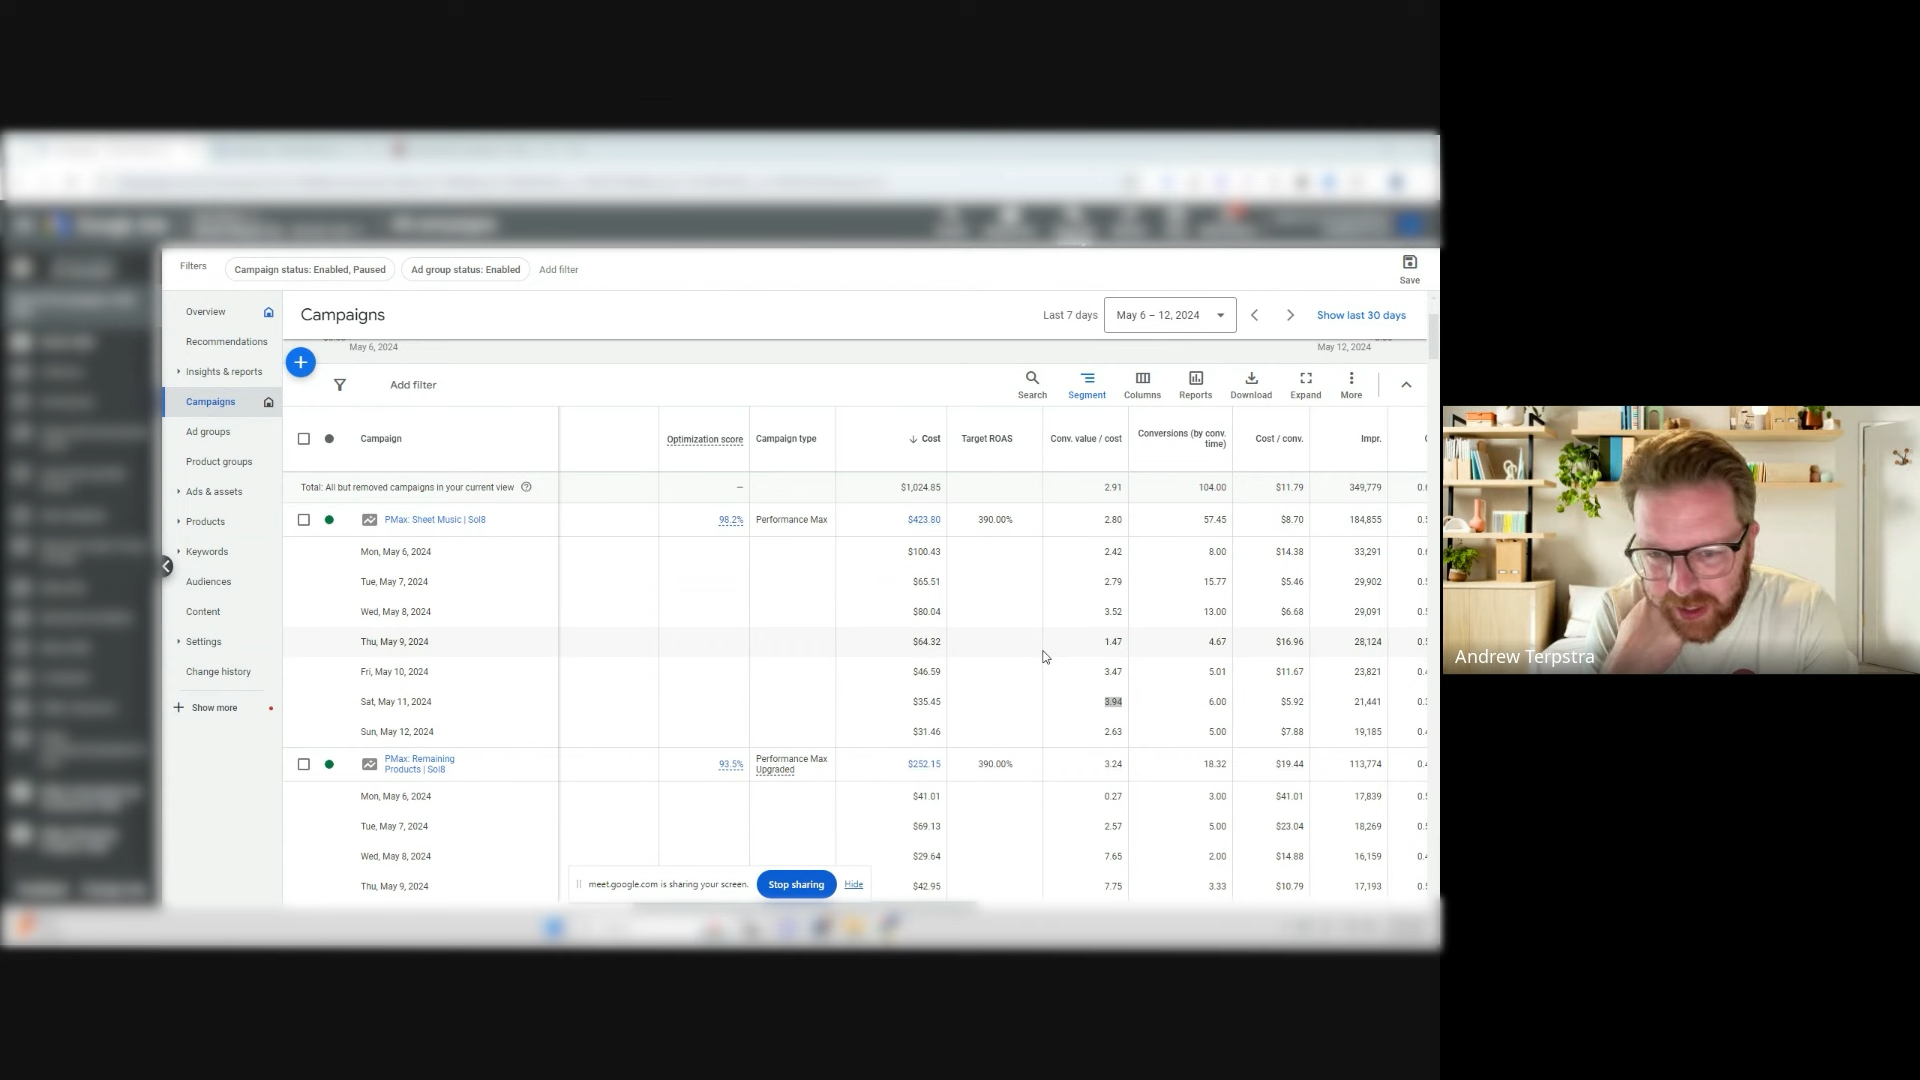 Filters
Campaign status: Enabled, Paused
Ad group status: Enabled
Add filter
Save
Overview
Recommendations
Insights & reports
Campaigns
Ad groups
Product groups
Ads & assets
Products
Keywords
Audiences
Content
Settings
Change history
Show more
Campaigns
Last 7 days
May 6 – 12, 2024
Show last 30 days
May 6, 2024
May 12, 2024
Add filter
Search
Segment
Columns
Reports
Download
Expand
More
Campaign
Optimization score
Campaign type
Cost
Target ROAS
Conv. value / cost
Conversions (by conv. time)
Cost / conv.
Impr.
Total: All but removed campaigns in your current view – $1,024.85 2.91 104.00 $11.79 349,779
PMax: Sheet Music | Sol8 98.2% Performance Max $423.80 390.00% 2.80 57.45 $8.70 184,855
Mon, May 6, 2024 $100.43 2.42 8.00 $14.38 33,291
Tue, May 7, 2024 $65.51 2.79 15.77 $5.46 29,902
Wed, May 8, 2024 $80.04 3.52 13.00 $6.68 29,091
Thu, May 9, 2024 $64.32 1.47 4.67 $16.96 28,124
Fri, May 10, 2024 $46.59 3.47 5.01 $11.67 23,821
Sat, May 11, 2024 $35.45 3.94 6.00 $5.92 21,441
Sun, May 12, 2024 $31.46 2.63 5.00 $7.88 19,185
PMax: Remaining Products | Sol8 93.5% Performance Max Upgraded $252.15 390.00% 3.24 18.32 $19.44 113,774
Mon, May 6, 2024 $41.01 0.27 3.00 $41.01 17,839
Tue, May 7, 2024 $69.13 2.57 5.00 $23.04 18,269
Wed, May 8, 2024 $29.64 7.65 2.00 $14.88 16,159
Thu, May 9, 2024 $42.95 7.75 3.33 $10.79 17,193
meet.google.com is sharing your screen.
Stop sharing
Hide
Andrew Terpstra